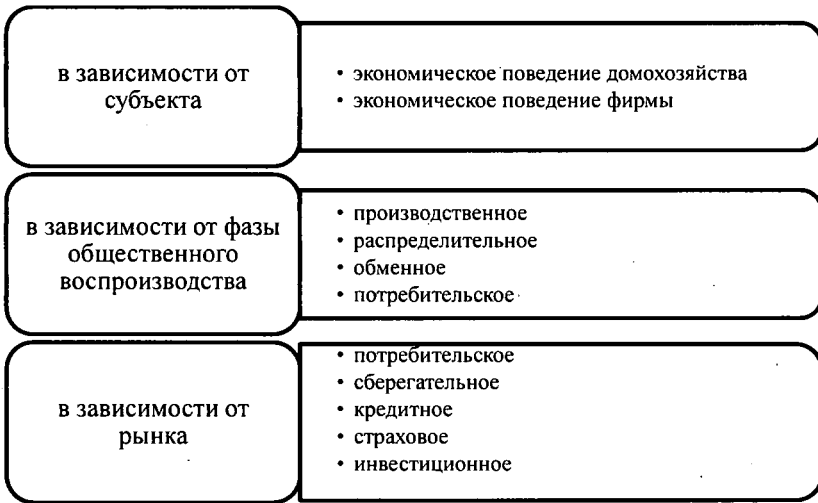 в зависимости от
субъекта
• экономическое поведение домохозяйства
• экономическое поведение фирмы
в зависимости от фазы
общественного
воспроизводства
• производственное
• распределительное
• обменное
• потребительское
в зависимости от
рынка
• потребительское
• сберегательное
• кредитное
• страховое
• инвестиционное